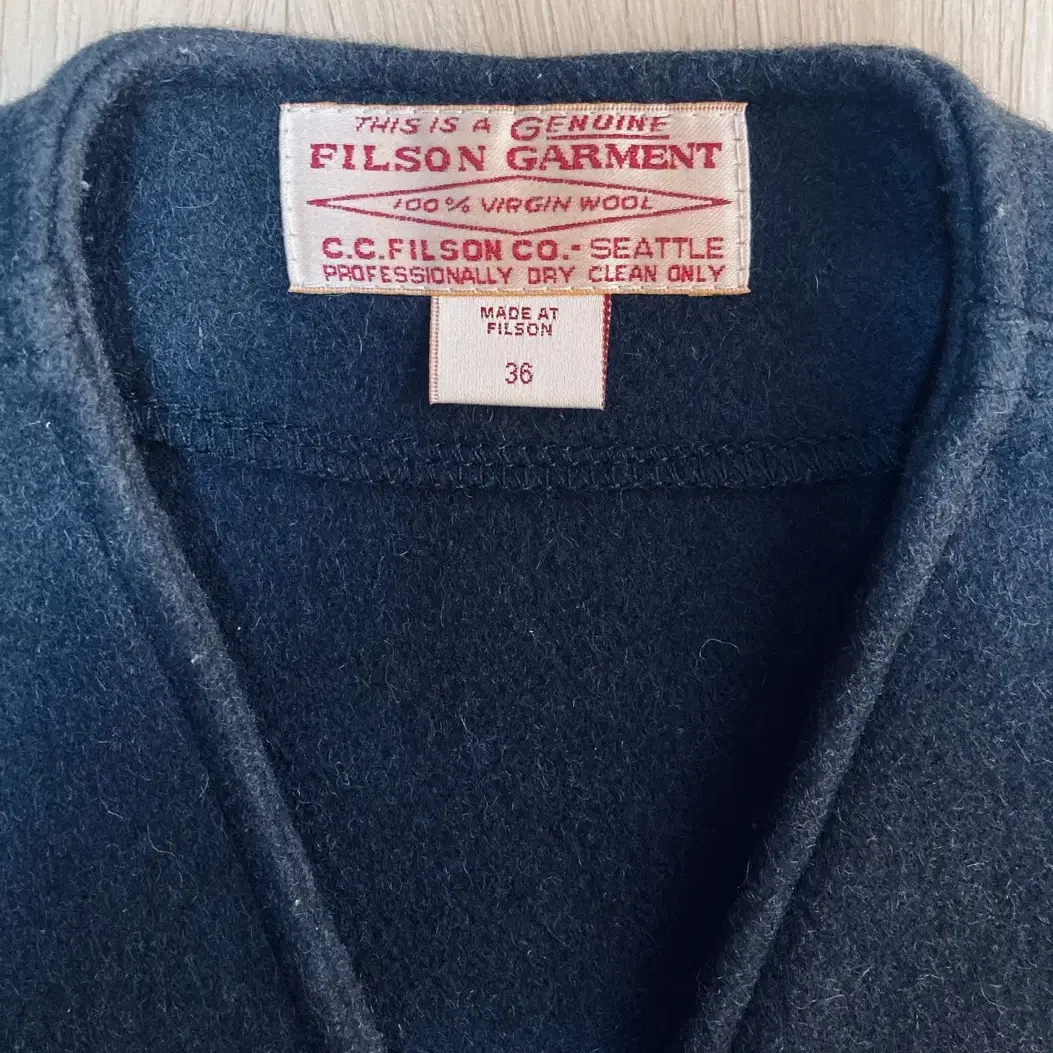 THIS IS A GENUINE
FILSON GARMENT
100% VIRGIN WOOL
C.C.FILSON CO.- SEATTLE
PROFESSIONALLY DRY CLEAN ONLY
MADE AT
FILSON
36